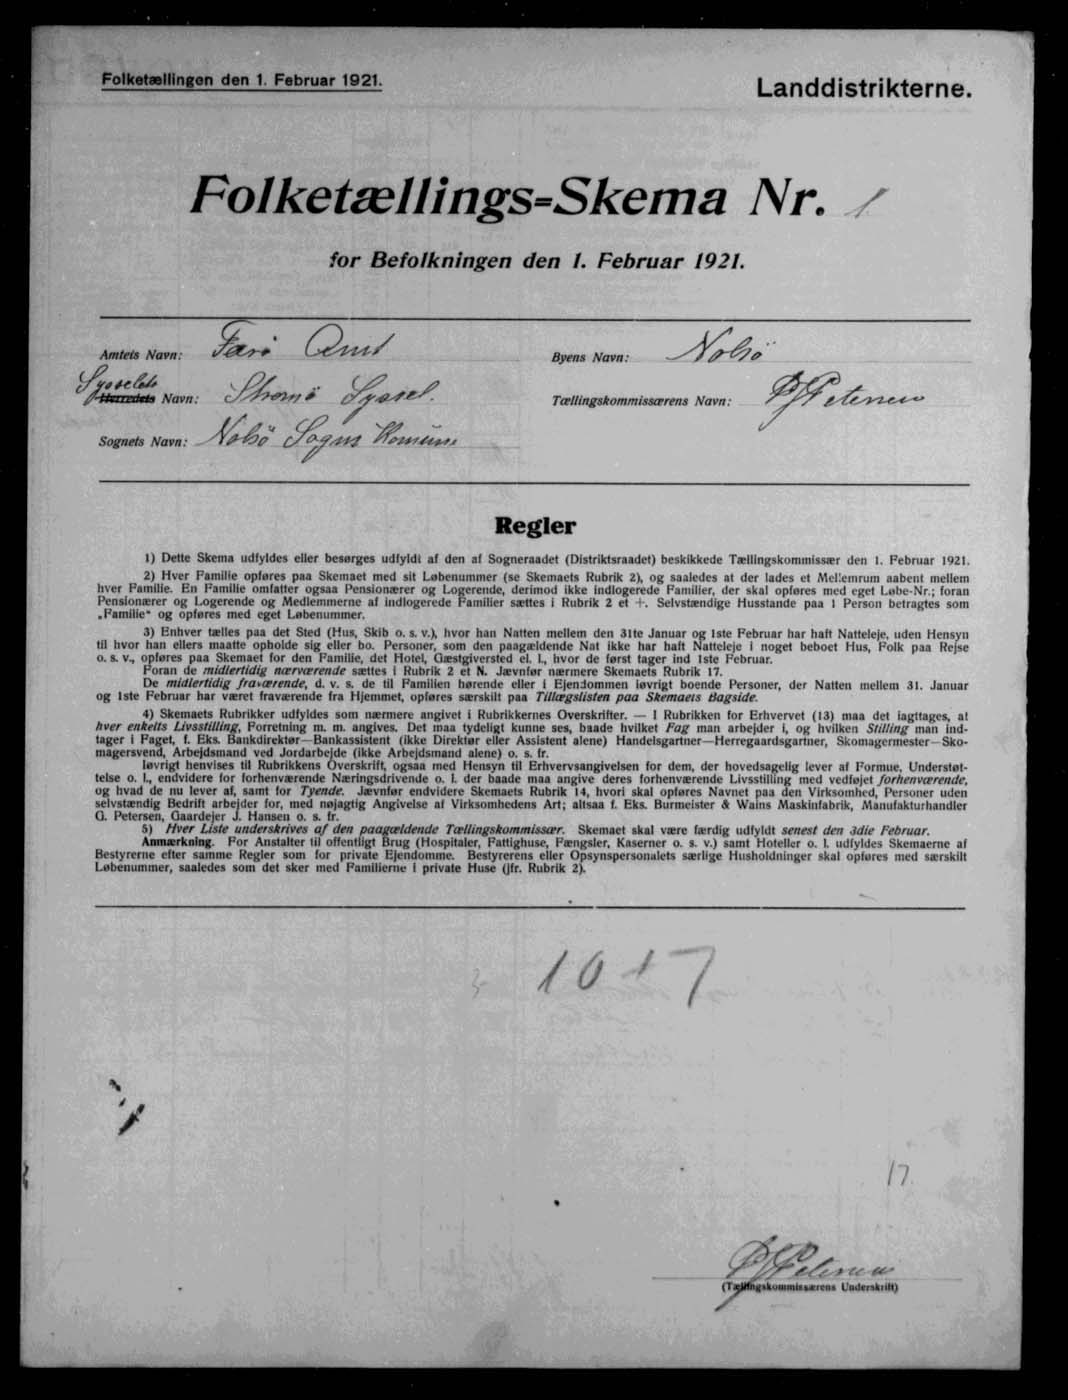 Folketællingen den 1. Februar 1921.
Landdistrikterne.
Folketællings=Skema Nr. 1
for Befolkningen den 1. Februar 1921.
Amtets Navn: Færø Amt
Byens Navn: Nolsö
Sysselets
Herredets Navn: Stromö Syssel.
Tællingskommissærens Navn: Petersen
Sognets Navn: Nolsö Sogns Komune
Regler
1) Dette Skema udfyldes eller besørges udfyldt af den af Sogneraadet (Distriktsraadet) beskikkede Tællingskommissær den 1. Februar 1921.
2) Hver Familie opføres paa Skemaet med sit Løbenummer (se Skemaets Rubrik 2), og saaledes at der lades et Mellemrum aabent mellem
hver Familie. En Familie omfatter ogsaa Pensionærer og Logerende, derimod ikke indlogerede Familier, der skal opføres med eget Løbe-Nr.; foran
Pensionærer og Logerende og Medlemmerne af indlogerede Familier sættes i Rubrik 2 et +. Selvstændige Husstande paa 1 Person betragtes som
„Familie“ og opføres med eget Løbenummer.
3) Enhver tælles paa det Sted (Hus, Skib o. s. v.), hvor han Natten mellem den 31te Januar og 1ste Februar har haft Natteleje, uden Hensyn
til hvor han ellers maatte opholde sig eller bo. Personer, som den paagældende Nat ikke har haft Natteleje i noget beboet Hus, Folk paa Rejse
o. s. v., opføres paa Skemaet for den Familie, det Hotel, Gæstgiversted el. l., hvor de først tager ind 1ste Februar.
Foran de midlertidig nærværende sættes i Rubrik 2 et N. Jævnfør nærmere Skemaets Rubrik 17.
De midlertidig fraværende, d. v. s. de til Familien hørende eller i Ejendommen iøvrigt boende Personer, der Natten mellem 31. Januar
og 1ste Februar har været fraværende fra Hjemmet, opføres særskilt paa Tillægslisten paa Skemaets Bagside.
4) Skemaets Rubrikker udfyldes som nærmere angivet i Rubrikkernes Overskrifter. — I Rubrikken for Erhvervet (13) maa det iagttages, at
hver enkelts Livsstilling, Forretning m. m. angives. Det maa tydeligt kunne ses, baade hvilket Fag man arbejder i, og hvilken Stilling man ind-
tager i Faget, f. Eks. Bankdirektør—Bankassistent (ikke Direktør eller Assistent alene) Handelsgartner—Herregaardsgartner, Skomagermester—Sko-
magersvend, Arbejdsmand ved Jordarbejde (ikke Arbejdsmand alene) o. s. fr.
Iøvrigt henvises til Rubrikkens Overskrift, ogsaa med Hensyn til Erhvervsangivelsen for dem, der hovedsagelig lever af Formue, Understøt-
telse o. l., endvidere for forhenværende Næringsdrivende o. l. der baade maa angive deres forhenværende Livsstilling med vedføjet forhenværende,
og hvad de nu lever af, samt for Tyende. Jævnfør endvidere Skemaets Rubrik 14, hvori skal opføres Navnet paa den Virksomhed, Personer uden
selvstændig Bedrift arbejder for, med nøjagtig Angivelse af Virksomhedens Art; altsaa f. Eks. Burmeister & Wains Maskinfabrik, Manufakturhandler
G. Petersen, Gaardejer J. Hansen o. s. fr.
5) Hver Liste underskrives af den paagældende Tællingskommissær. Skemaet skal være færdig udfyldt senest den 3die Februar.
Anmærkning. For Anstalter til offentligt Brug (Hospitaler, Fattighuse, Fængsler, Kaserner o. s. v.) samt Hoteller o. l. udfyldes Skemaerne af
Bestyrerne efter samme Regler som for private Ejendomme. Bestyrerens eller Opsynspersonalets særlige Husholdninger skal opføres med særskilt
Løbenummer, saaledes som det sker med Familierne i private Huse (jfr. Rubrik 2).
10 + 7
17
Petersen
(Tællingskommissærens Underskrift)